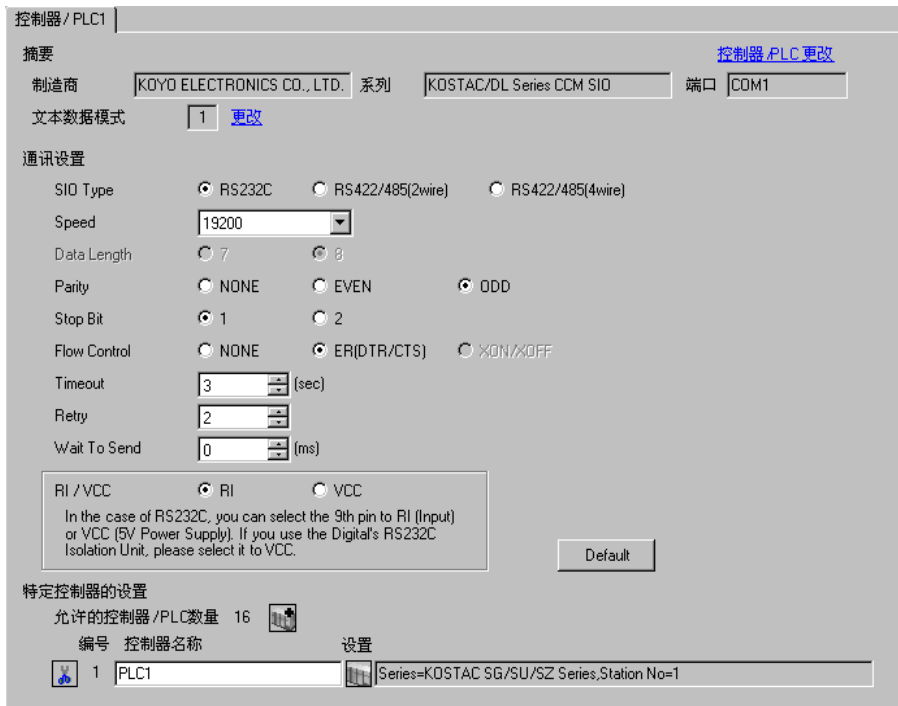 控制器/PLC1
摘要 控制器/PLC更改
制造商 KOYO ELECTRONICS CO., LTD. 系列 KOSTAC/DL Series CCM SIO 端口 COM1
文本数据模式 1 更改
通讯设置
SIO Type RS232C RS422/485(2wire) RS422/485(4wire)
Speed 19200
Data Length 7 8
Parity NONE EVEN ODD
Stop Bit 1 2
Flow Control NONE ER(DTR/CTS) XON/XOFF
Timeout 3 (sec)
Retry 2
Wait To Send 0 (ms)
RI / VCC RI VCC
In the case of RS232C, you can select the 9th pin to RI (Input)
or VCC (5V Power Supply). If you use the Digital's RS232C
Isolation Unit, please select it to VCC.
Default
特定控制器的设置
允许的控制器/PLC数量 16
编号 控制器名称 设置
1 PLC1 Series=KOSTAC SG/SU/SZ Series,Station No=1